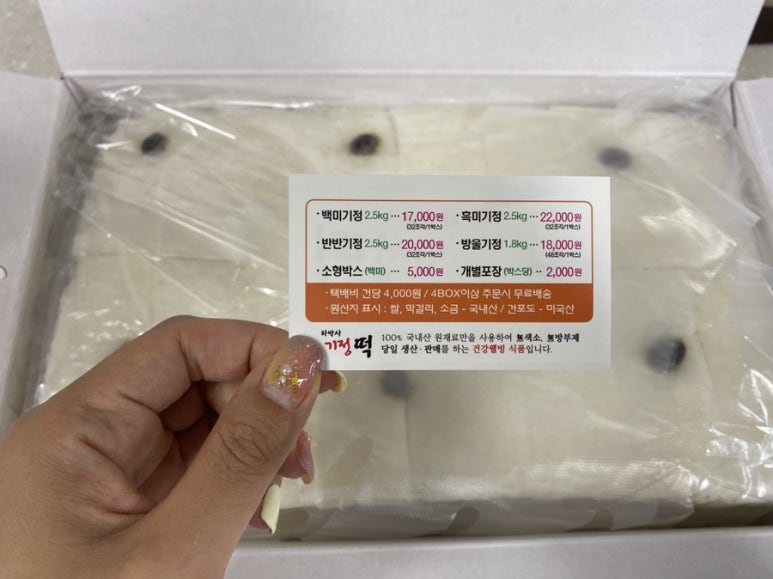 · 백미기정 2.5kg ··· 17,000원 · 흑미기정 2.5kg ··· 22,000원
(32조각/1박스) (32조각/1박스)
· 반반기정 2.5kg ··· 20,000원 · 방울기정 1.8kg ··· 18,000원
(32조각/1박스) (48조각/1박스)
· 소형박스 (백미) ··· 5,000원 · 개별포장 (박스당) ·· 2,000원
· 택배비 건당 4,000원 / 4BOX이상 주문시 무료배송
· 원산지 표시 : 쌀, 막걸리, 소금 - 국내산 / 건포도 - 미국산
떡박사
기정떡
100% 국내산 원재료만을 사용하여 無색소, 無방부제
당일 생산·판매를 하는 건강웰빙 식품입니다.